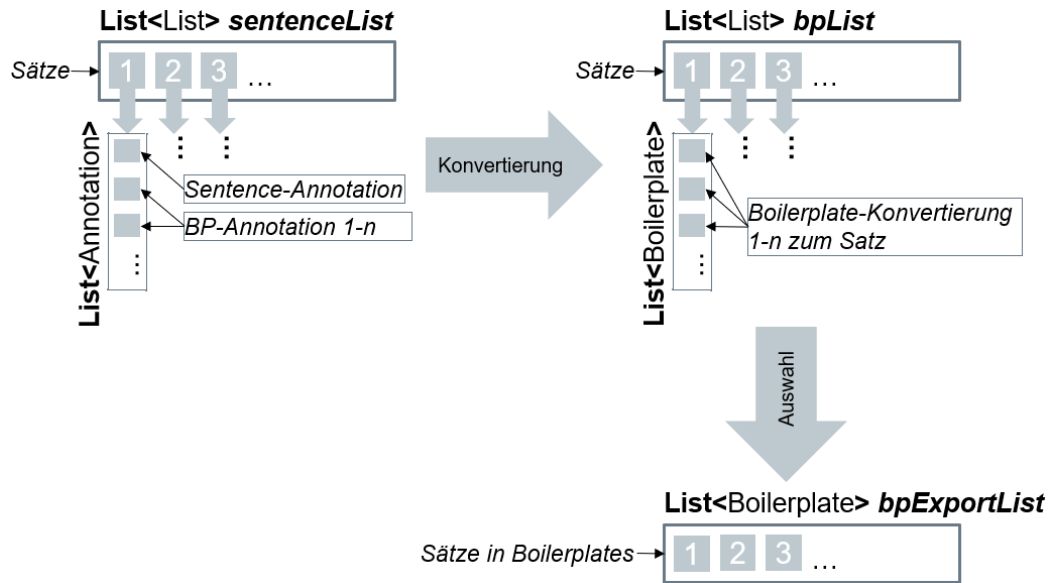 List<List> sentenceList
Sätze
1 2 3 ...
List<Annotation>
Sentence-Annotation
BP-Annotation 1-n
...
Konvertierung
List<List> bpList
Sätze
1 2 3 ...
List<Boilerplate>
Boilerplate-Konvertierung
1-n zum Satz
...
Auswahl
List<Boilerplate> bpExportList
Sätze in Boilerplates
1 2 3 ...